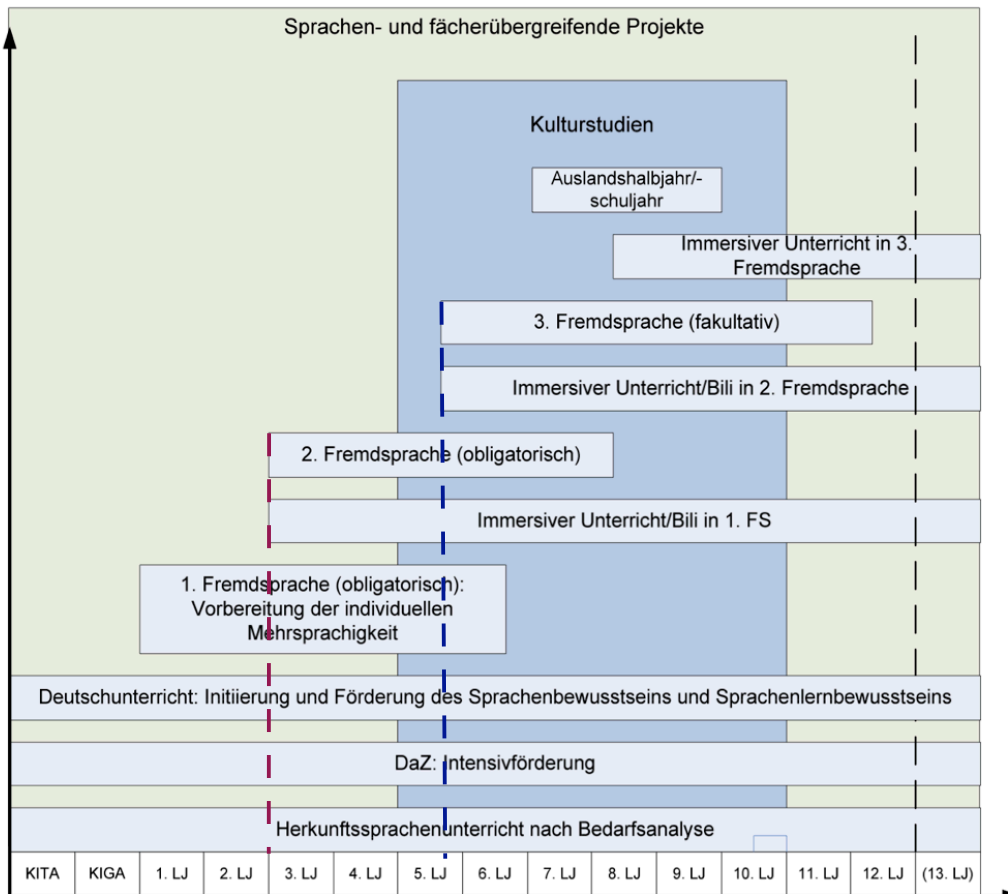 Sprachen- und fächerübergreifende Projekte
Kulturstudien
Auslandshalbjahr/-
schuljahr
Immersiver Unterricht in 3.
Fremdsprache
3. Fremdsprache (fakultativ)
Immersiver Unterricht/Bili in 2. Fremdsprache
2. Fremdsprache (obligatorisch)
Immersiver Unterricht/Bili in 1. FS
1. Fremdsprache (obligatorisch):
Vorbereitung der individuellen
Mehrsprachigkeit
Deutschunterricht: Initiierung und Förderung des Sprachenbewusstseins und Sprachenlernbewusstseins
DaZ: Intensivförderung
Herkunftssprachenunterricht nach Bedarfsanalyse
KITA KIGA 1. LJ 2. LJ 3. LJ 4. LJ 5. LJ 6. LJ 7. LJ 8. LJ 9. LJ 10. LJ 11. LJ 12. LJ (13. LJ)